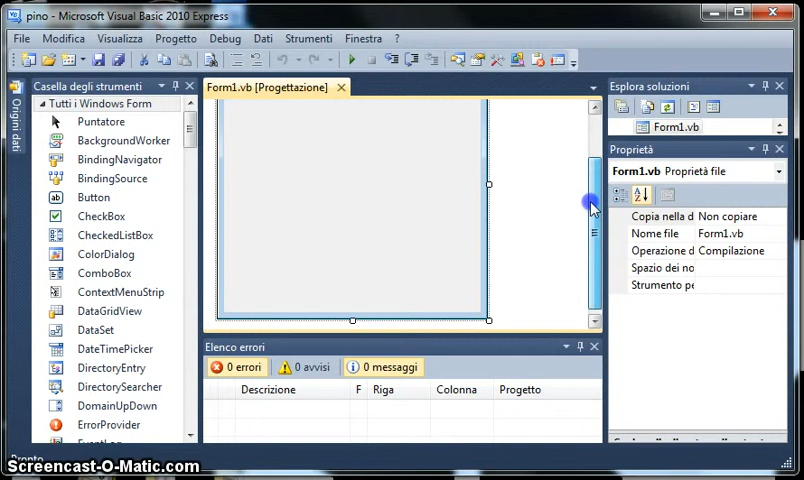 pino - Microsoft Visual Basic 2010 Express
File Modifica Visualizza Progetto Debug Dati Strumenti Finestra ?
Origini dati
Casella degli strumenti
Tutti i Windows Form
Puntatore
BackgroundWorker
BindingNavigator
BindingSource
Button
CheckBox
CheckedListBox
ColorDialog
ComboBox
ContextMenuStrip
DataGridView
DataSet
DateTimePicker
DirectoryEntry
DirectorySearcher
DomainUpDown
ErrorProvider
EventLog
Form1.vb [Progettazione]
Elenco errori
0 errori 0 avvisi 0 messaggi
Descrizione F Riga Colonna Progetto
Esplora soluzioni
Form1.vb
Proprietà
Form1.vb Proprietà file
Copia nella d Non copiare
Nome file Form1.vb
Operazione d Compilazione
Spazio dei no
Strumento pe
Pronto
Screencast-O-Matic.com